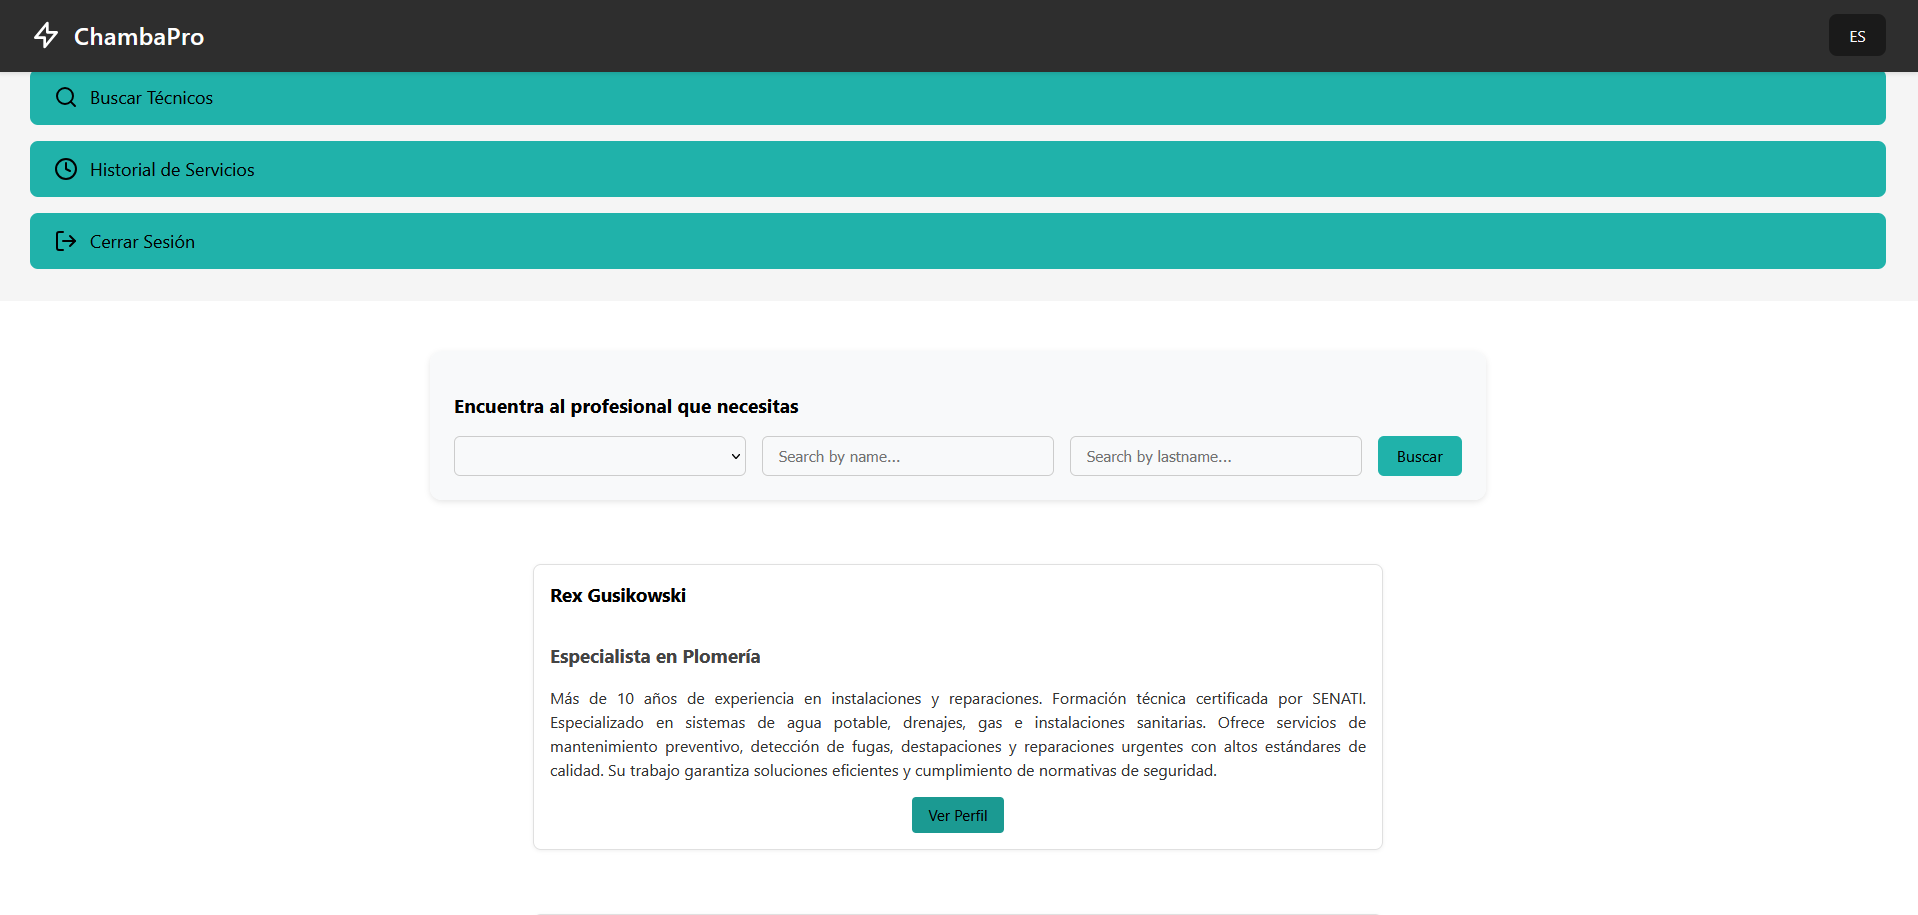 ChambaPro
ES
Buscar Técnicos
Historial de Servicios
Cerrar Sesión
Encuentra al profesional que necesitas
Search by name...
Search by lastname...
Buscar
Rex Gusikowski
Especialista en Plomería
Más de 10 años de experiencia en instalaciones y reparaciones. Formación técnica certificada por SENATI.
Especializado en sistemas de agua potable, drenajes, gas e instalaciones sanitarias. Ofrece servicios de
mantenimiento preventivo, detección de fugas, destapaciones y reparaciones urgentes con altos estándares de
calidad. Su trabajo garantiza soluciones eficientes y cumplimiento de normativas de seguridad.
Ver Perfil